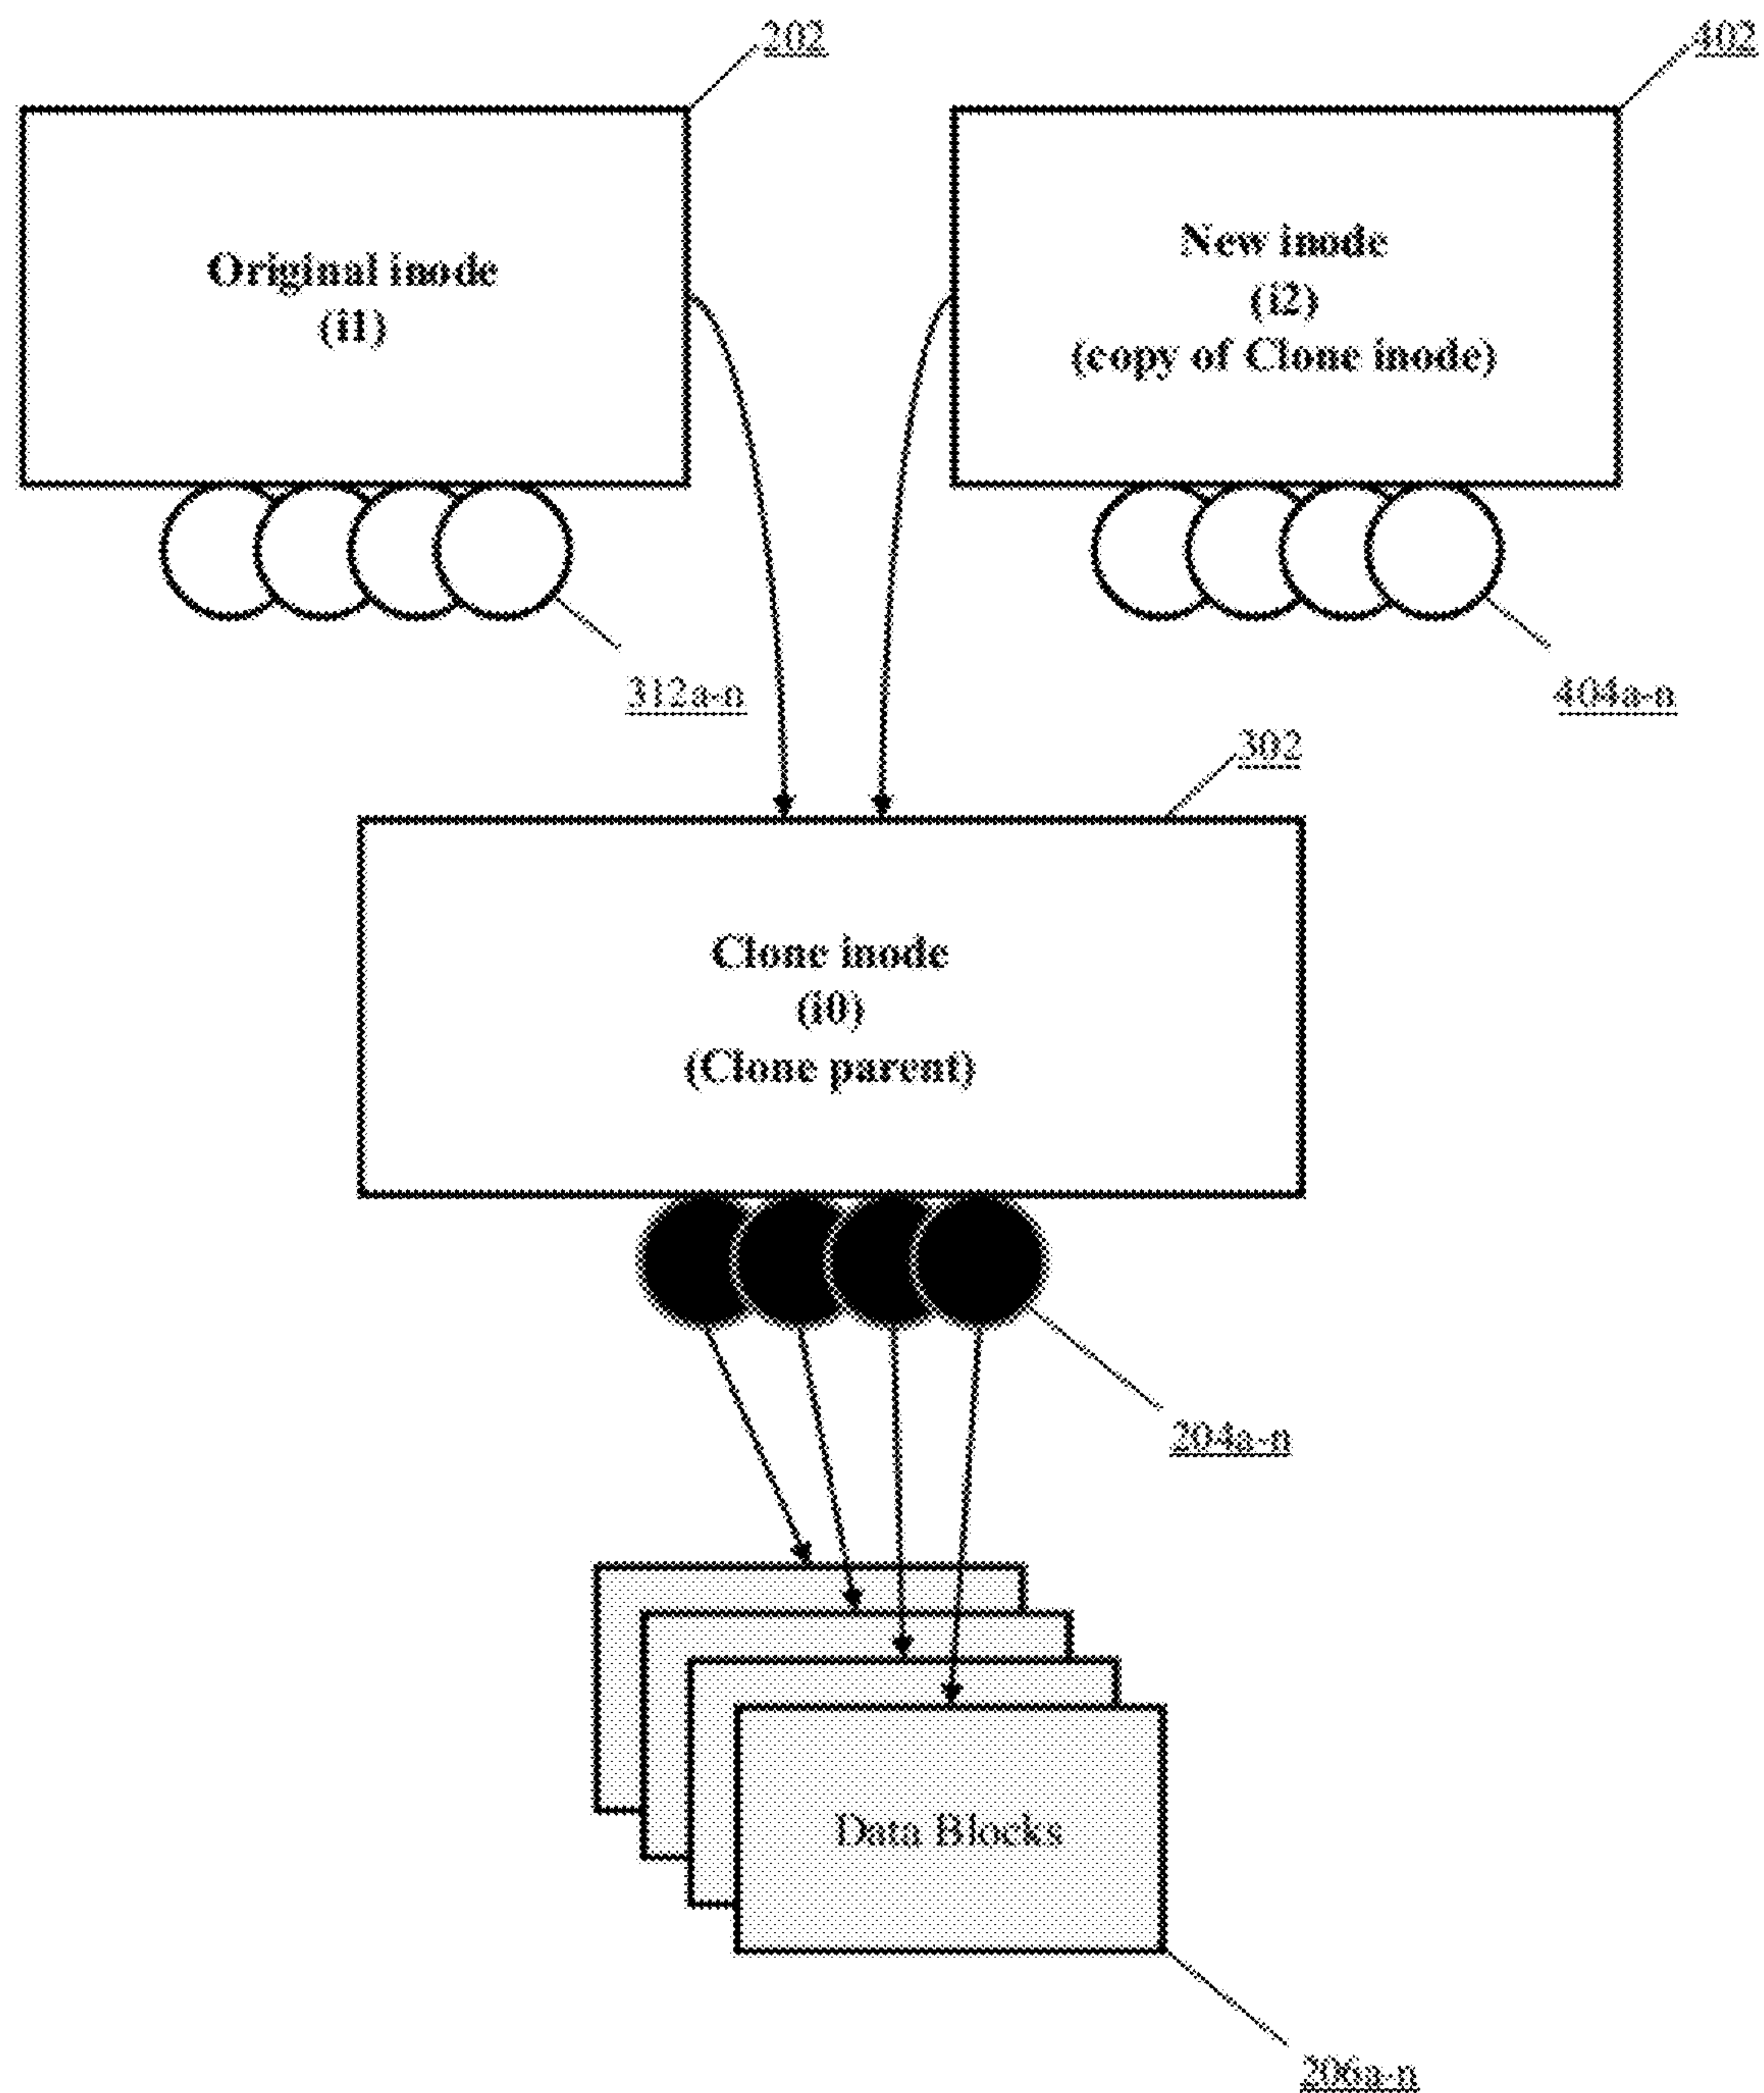 202
402
Original inode
(i1)
New inode
(i2)
(copy of Clone inode)
312a-n
404a-n
302
Clone inode
(i0)
(Clone parent)
204a-n
Data Blocks
206a-n